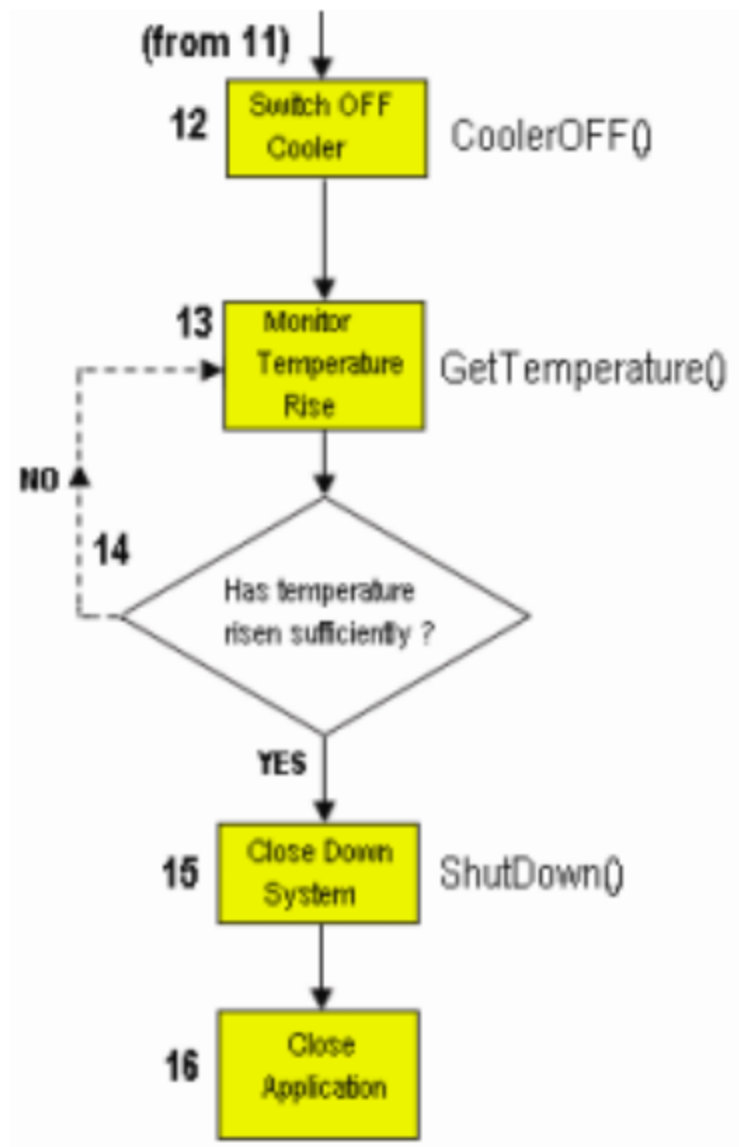 (from 11)
12
Switch OFF
Cooler
CoolerOFF()
13
Monitor
Temperature
Rise
GetTemperature()
NO
14
Has temperature
risen sufficiently ?
YES
15
Close Down
System
ShutDown()
16
Close
Application